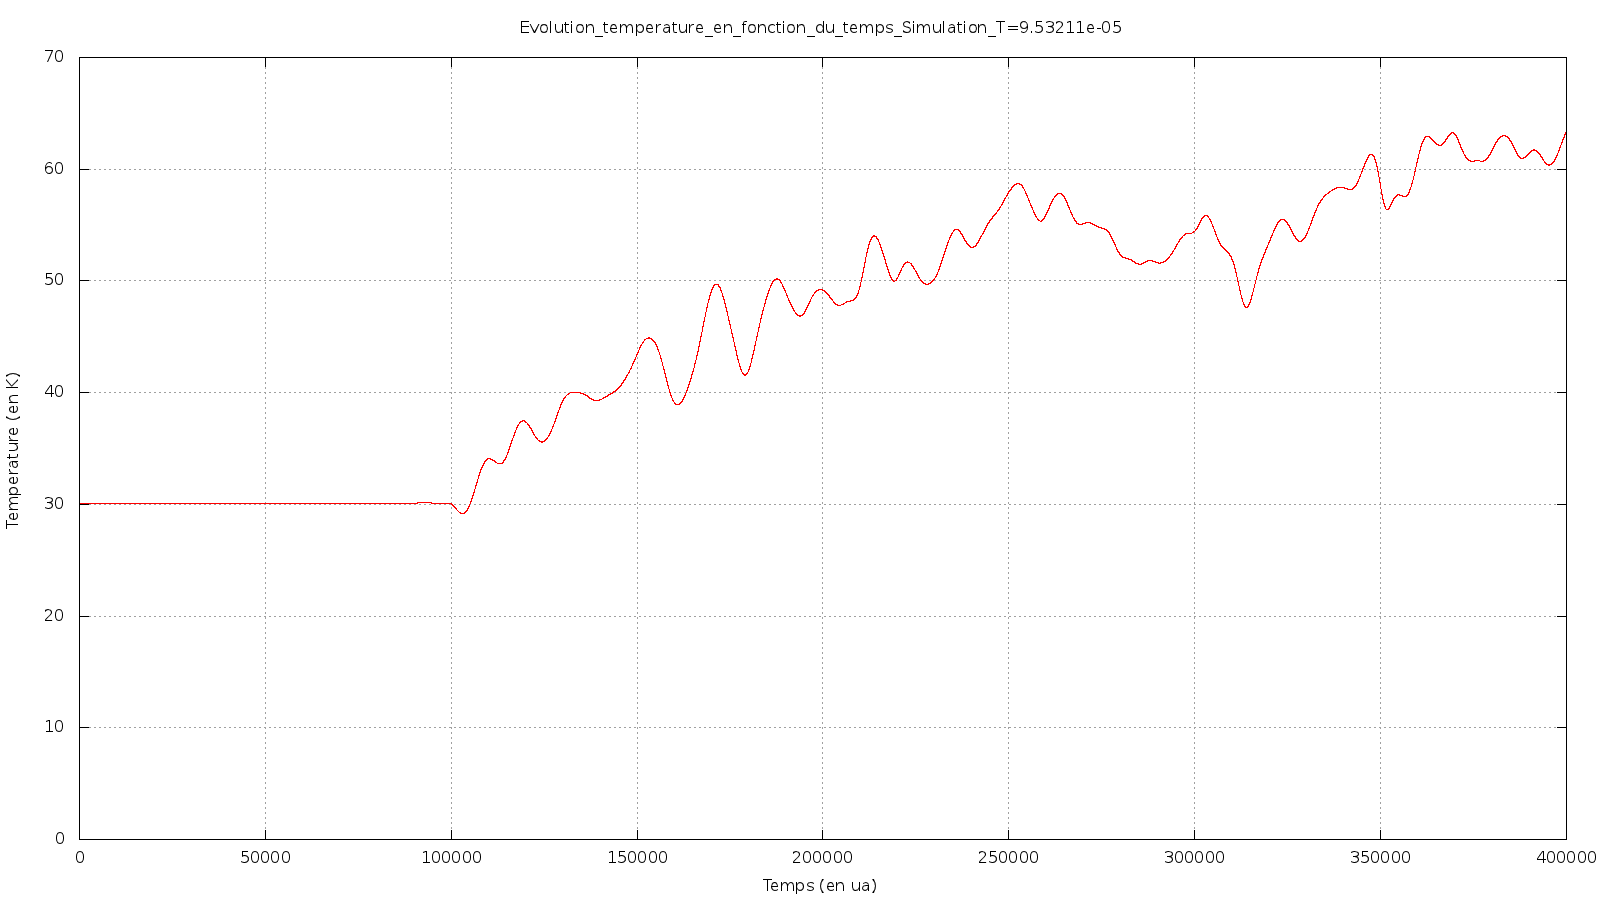 Evolution_temperature_en_fonction_du_temps_Simulation_T=9.53211e-05
70
60
50
40
30
20
10
0
Temperature (en K)
0 50000 100000 150000 200000 250000 300000 350000 400000
Temps (en ua)